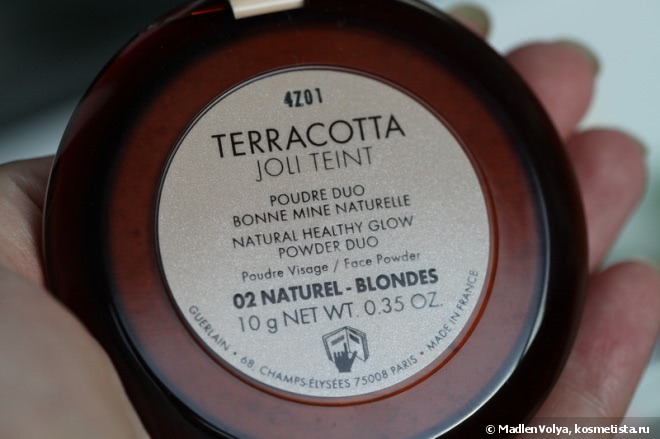 4Z01
TERRACOTTA
JOLI TEINT
POUDRE DUO
BONNE MINE NATURELLE
NATURAL HEALTHY GLOW
POWDER DUO
Poudre Visage / Face Powder
02 NATUREL - BLONDES
10 g NET WT. 0.35 OZ.
GUERLAIN • 68, CHAMPS-ÉLYSÉES 75008 PARIS • MADE IN FRANCE
© MadlenVolya, kosmetista.ru